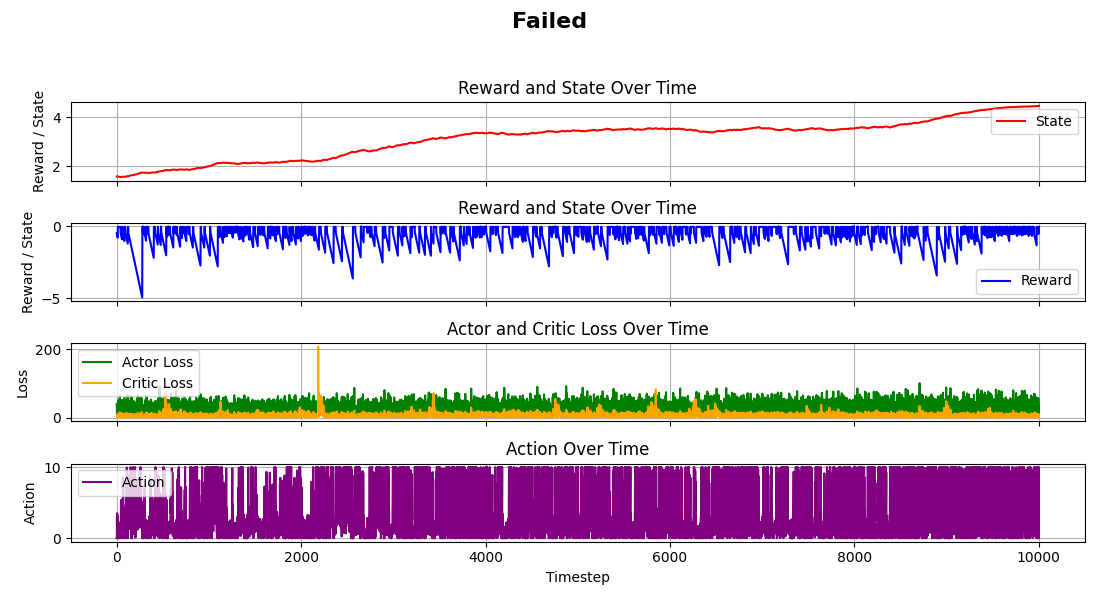 Failed
Reward and State Over Time
Reward / State
4
2
State
Reward and State Over Time
Reward / State
0
−5
Reward
Actor and Critic Loss Over Time
Loss
200
0
Actor Loss
Critic Loss
Action Over Time
Action
10
0
Action
0 2000 4000 6000 8000 10000
Timestep